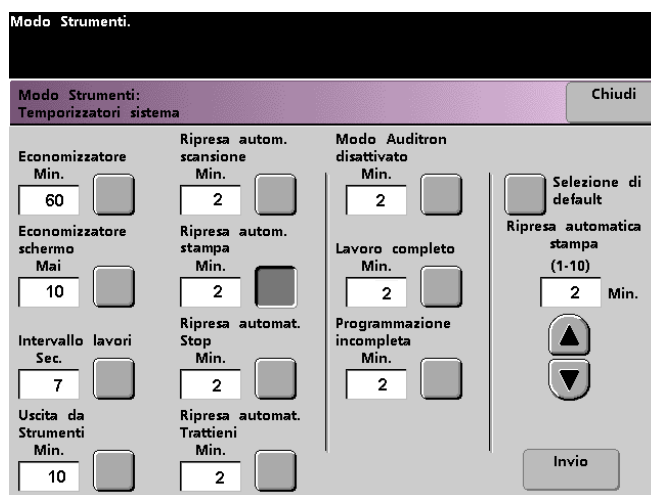 Modo Strumenti.
Modo Strumenti:
Temporizzatori sistema
Chiudi
Economizzatore
Min.
60
Economizzatore
schermo
Mai
10
Intervallo lavori
Sec.
7
Uscita da
Strumenti
Min.
10
Ripresa autom.
scansione
Min.
2
Ripresa autom.
stampa
Min.
2
Ripresa automat.
Stop
Min.
2
Ripresa automat.
Trattieni
Min.
2
Modo Auditron
disattivato
Min.
2
Lavoro completo
Min.
2
Programmazione
incompleta
Min.
2
Selezione di
default
Ripresa automatica
stampa
(1-10)
2 Min.
Invio